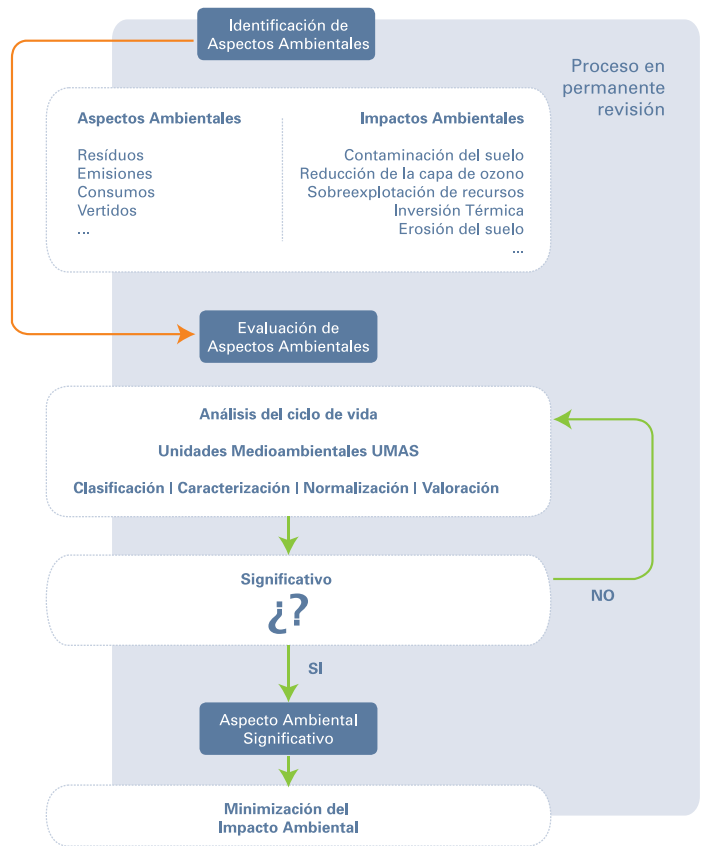 Identificación de
Aspectos Ambientales
Proceso en
permanente
revisión
Aspectos Ambientales
Resíduos
Emisiones
Consumos
Vertidos
...
Impactos Ambientales
Contaminación del suelo
Reducción de la capa de ozono
Sobreexplotación de recursos
Inversión Térmica
Erosión del suelo
...
Evaluación de
Aspectos Ambientales
Análisis del ciclo de vida
Unidades Medioambientales UMAS
Clasificación | Caracterización | Normalización | Valoración
Significativo
¿?
NO
SI
Aspecto Ambiental
Significativo
Minimización del
Impacto Ambiental